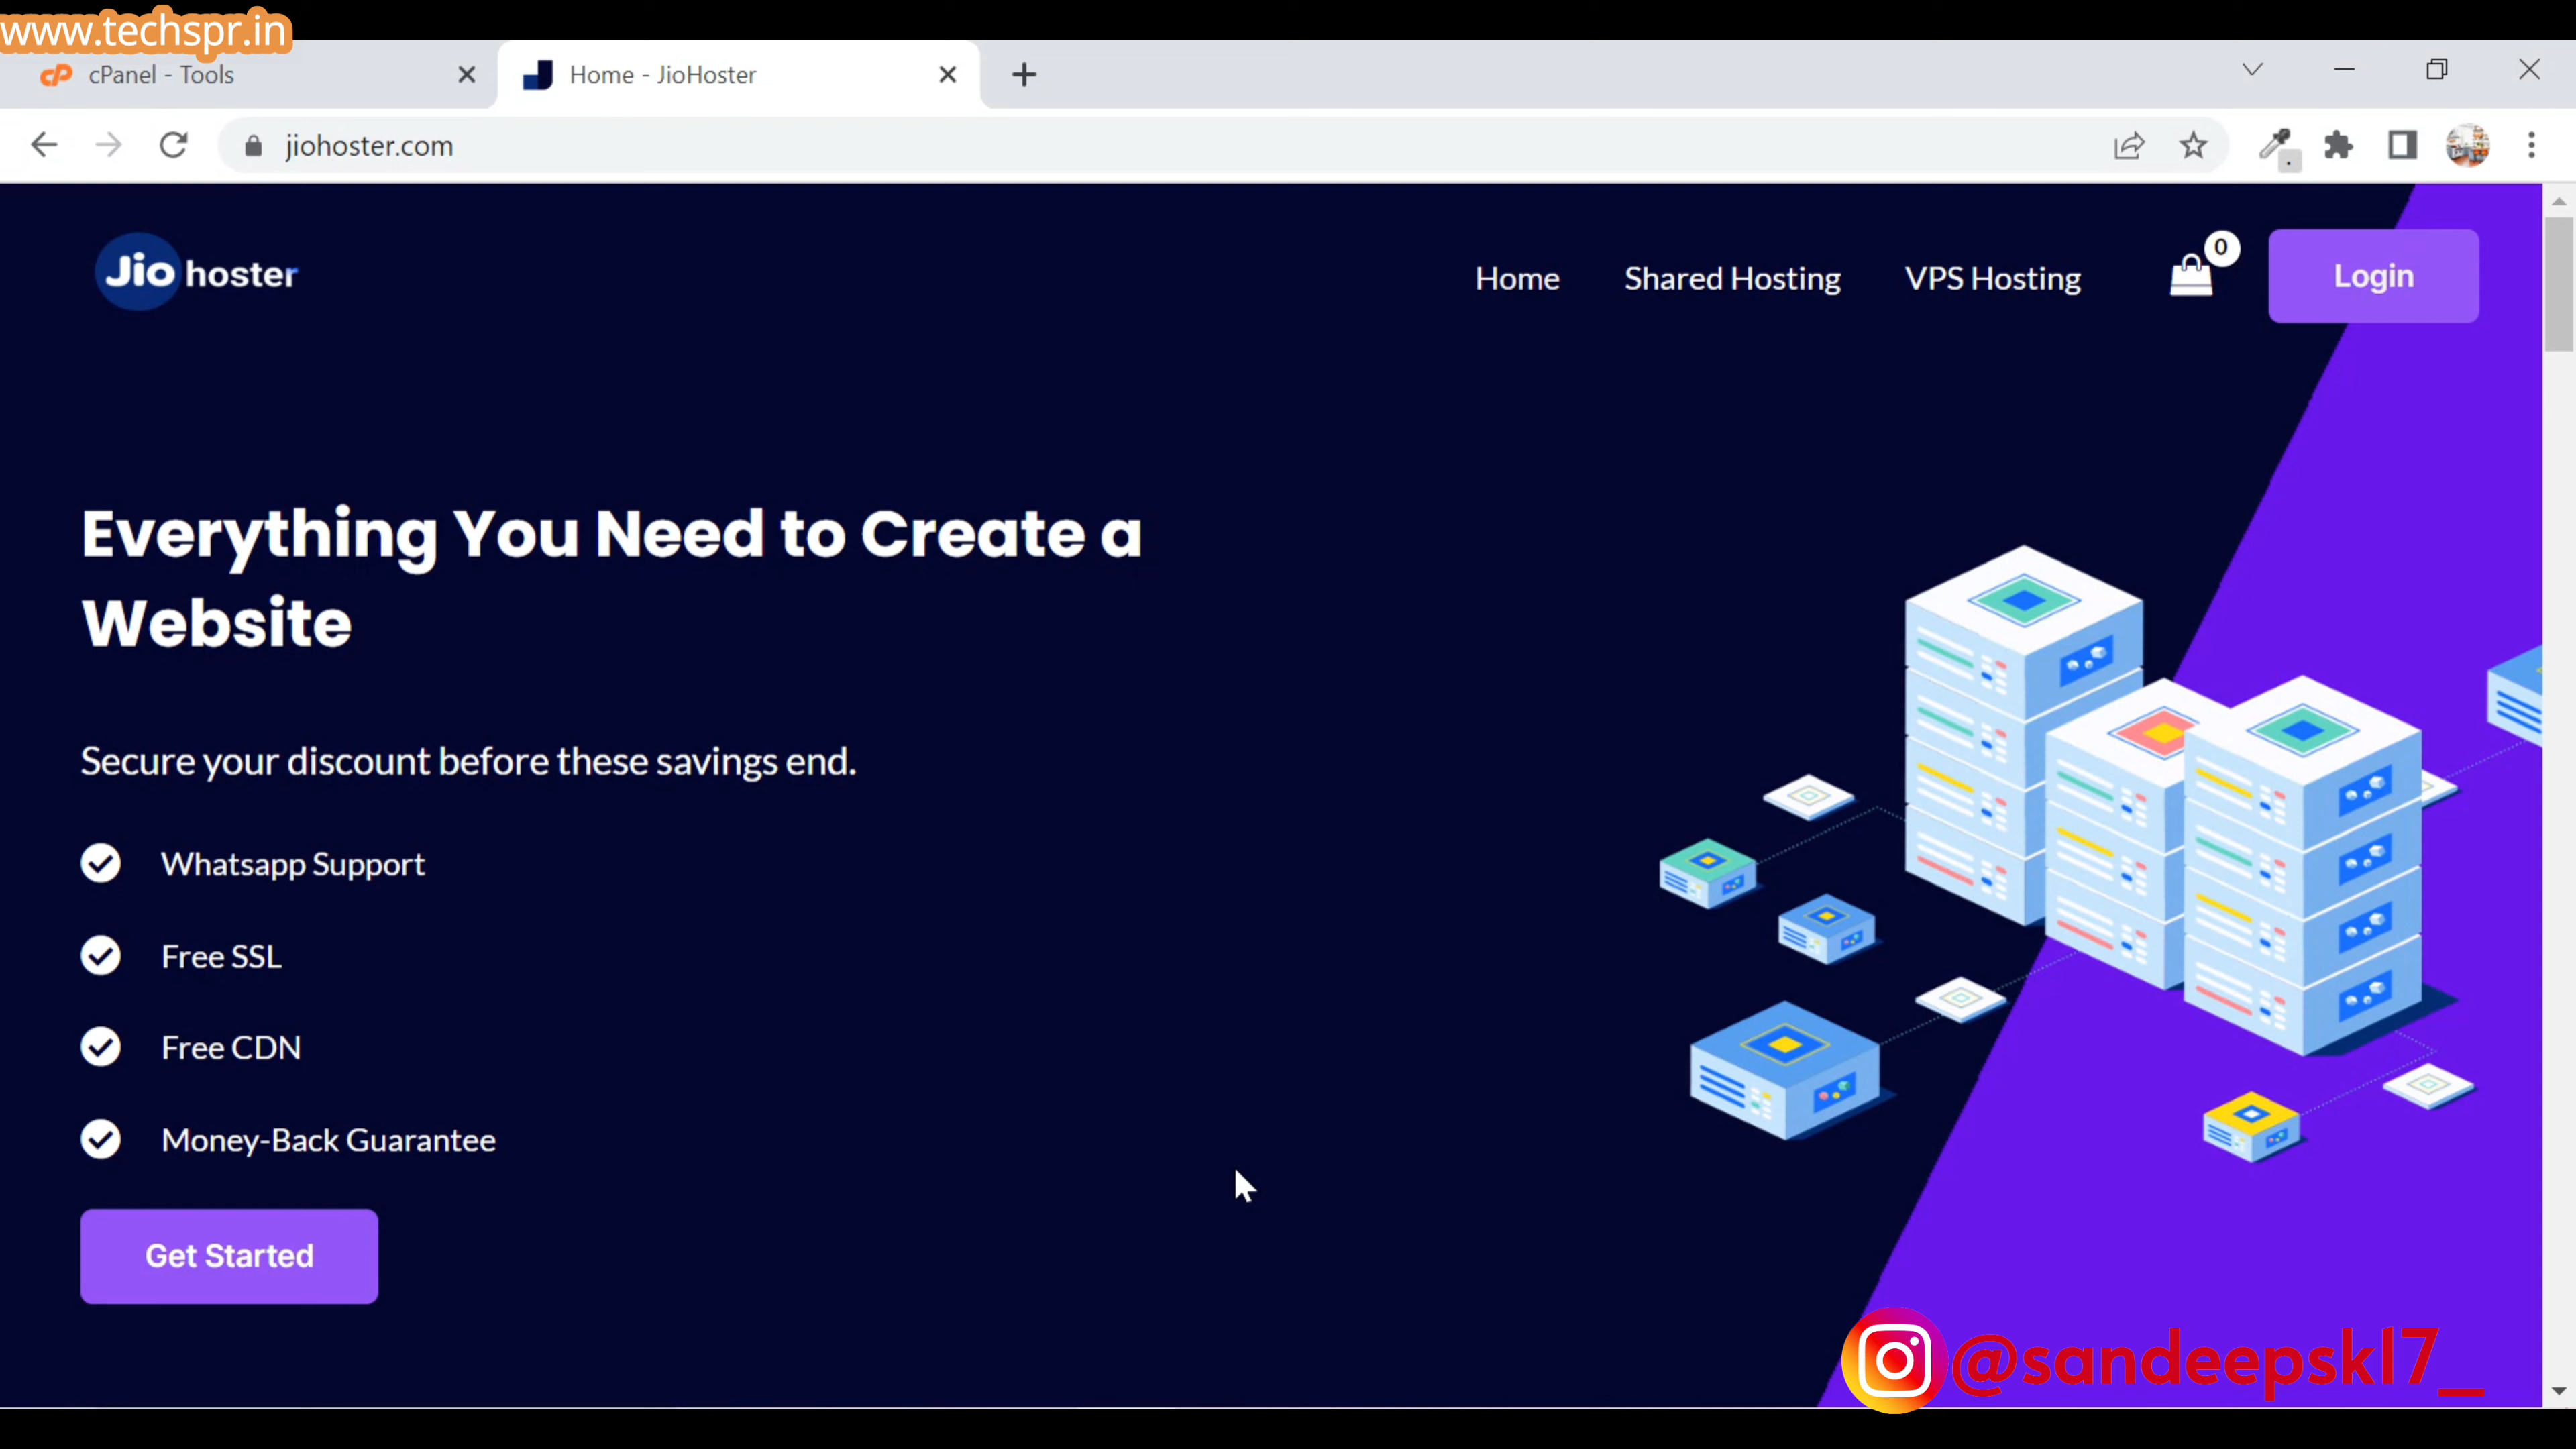 www.techspr.in
cPanel - Tools
Home - JioHoster
jiohoster.com
Jio hoster
Home
Shared Hosting
VPS Hosting
0
Login
Everything You Need to Create a
Website
Secure your discount before these savings end.
Whatsapp Support
Free SSL
Free CDN
Money-Back Guarantee
Get Started
@sandeepskl7_